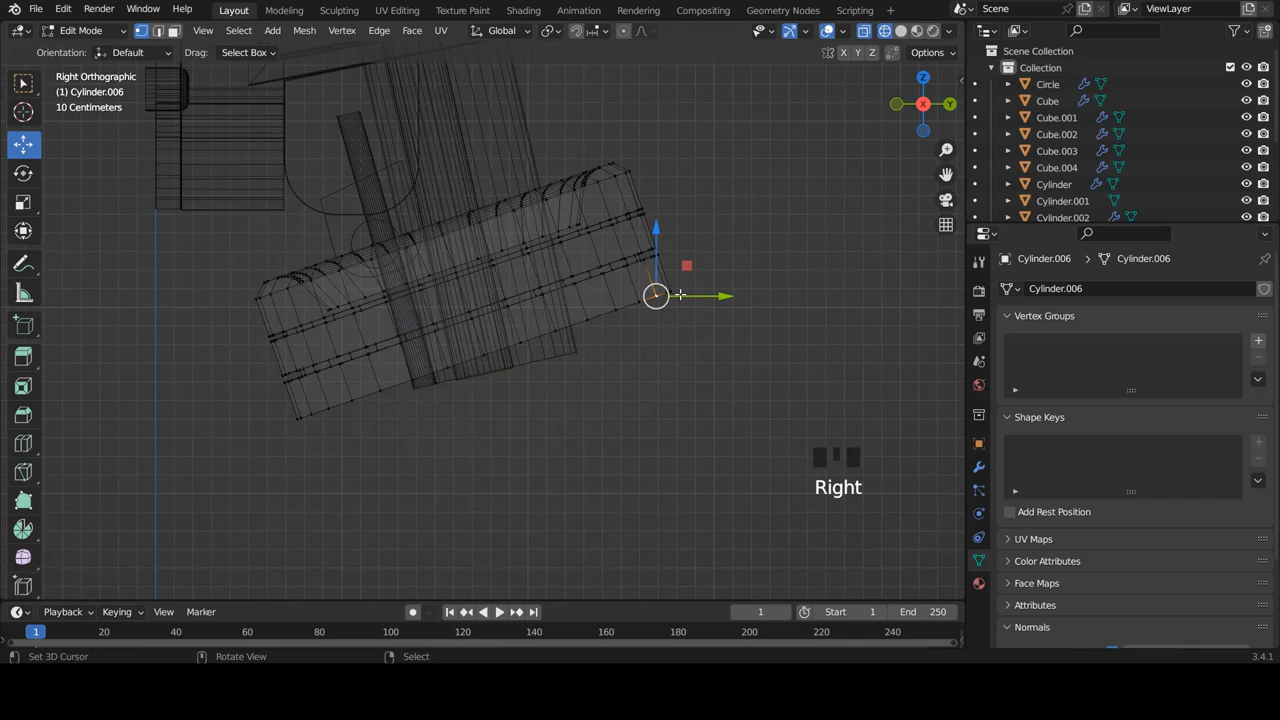 File Edit Render Window Help Layout Modeling Sculpting UV Editing Texture Paint Shading Animation Rendering Compositing Geometry Nodes Scripting Scene ViewLayer
Edit Mode View Select Add Mesh Vertex Edge Face UV Global
Orientation: Default Drag: Select Box X Y Z Options
Right Orthographic
(1) Cylinder.006
10 Centimeters
Z
X
Y
Right
Scene Collection
Collection
Circle
Cube
Cube.001
Cube.002
Cube.003
Cube.004
Cylinder
Cylinder.001
Cylinder.002
Cylinder.006 Cylinder.006
Cylinder.006
Vertex Groups
Shape Keys
Add Rest Position
UV Maps
Color Attributes
Face Maps
Attributes
Normals
Playback Keying View Marker 1 Start 1 End 250
1 20 40 60 80 100 120 140 160 180 200 220 240
Set 3D Cursor Rotate View Select 3.4.1